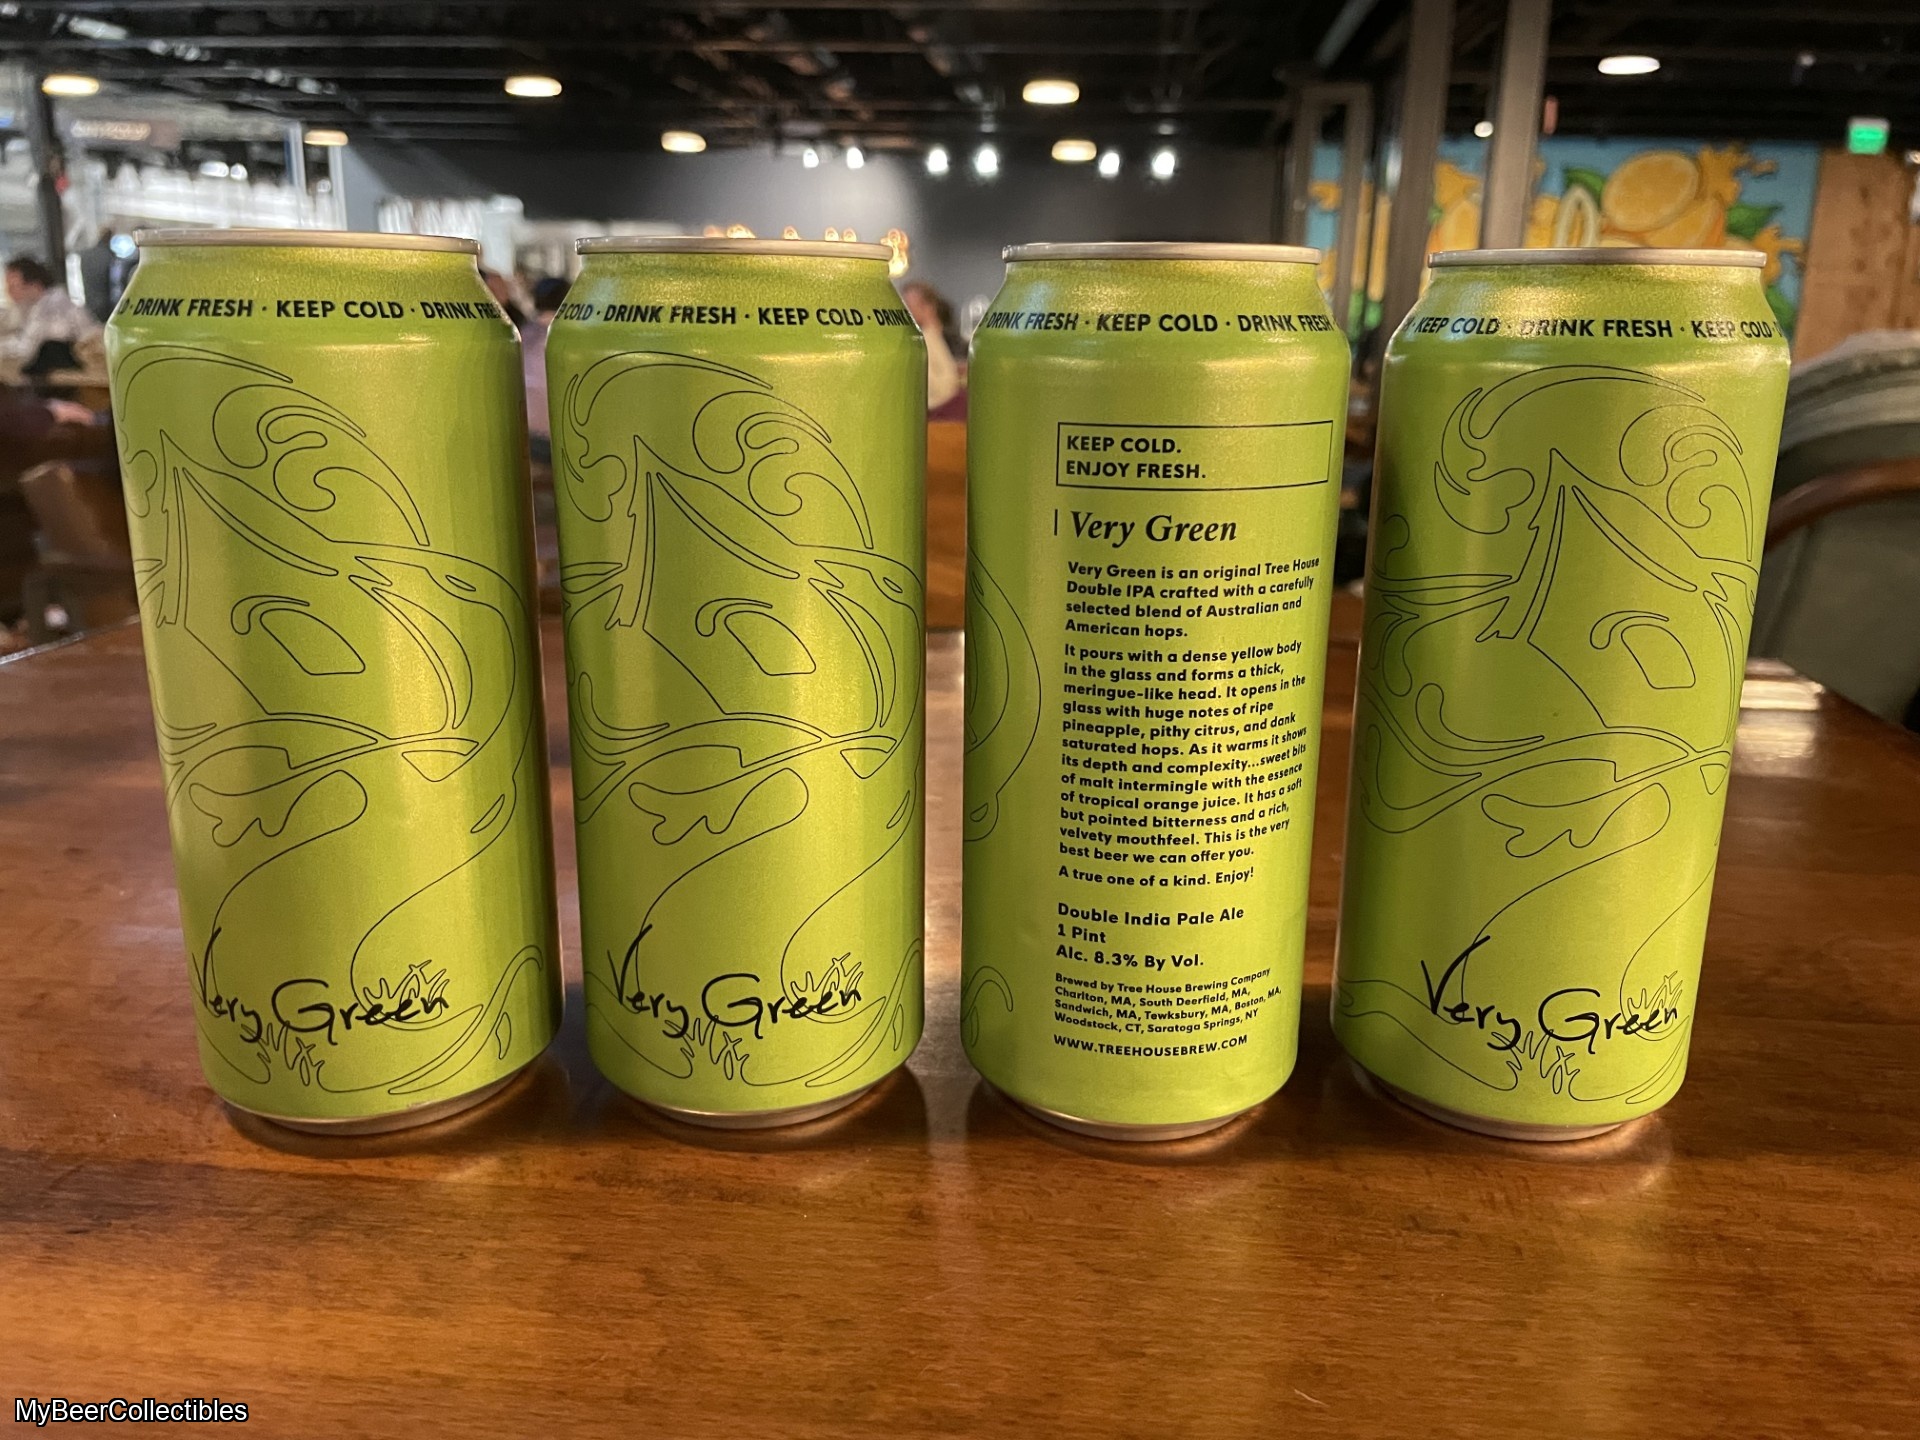 DRINK FRESH · KEEP COLD · DRINK FRES
COLD · DRINK FRESH · KEEP COLD · DRINK
DRINK FRESH · KEEP COLD · DRINK FRESH
KEEP COLD · DRINK FRESH · KEEP COLD
KEEP COLD.
ENJOY FRESH.
Very Green
Very Green is an original Tree House
Double IPA crafted with a carefully
selected blend of Australian and
American hops.
It pours with a dense yellow body
in the glass and forms a thick,
meringue-like head. It opens in the
glass with huge notes of ripe
pineapple, pithy citrus, and dank
saturated hops. As it warms it shows
its depth and complexity...sweet bits
of malt intermingle with the essence
of tropical orange juice. It has a soft
but pointed bitterness and a rich,
velvety mouthfeel. This is the very
best beer we can offer you.
A true one of a kind. Enjoy!
Double India Pale Ale
1 Pint
Alc. 8.3% By Vol.
Brewed by Tree House Brewing Company
Charlton, MA, South Deerfield, MA,
Sandwich, MA, Tewksbury, MA, Boston, MA,
Woodstock, CT, Saratoga Springs, NY
WWW.TREEHOUSEBREW.COM
Very Green
Very Green
Very Green
MyBeerCollectibles